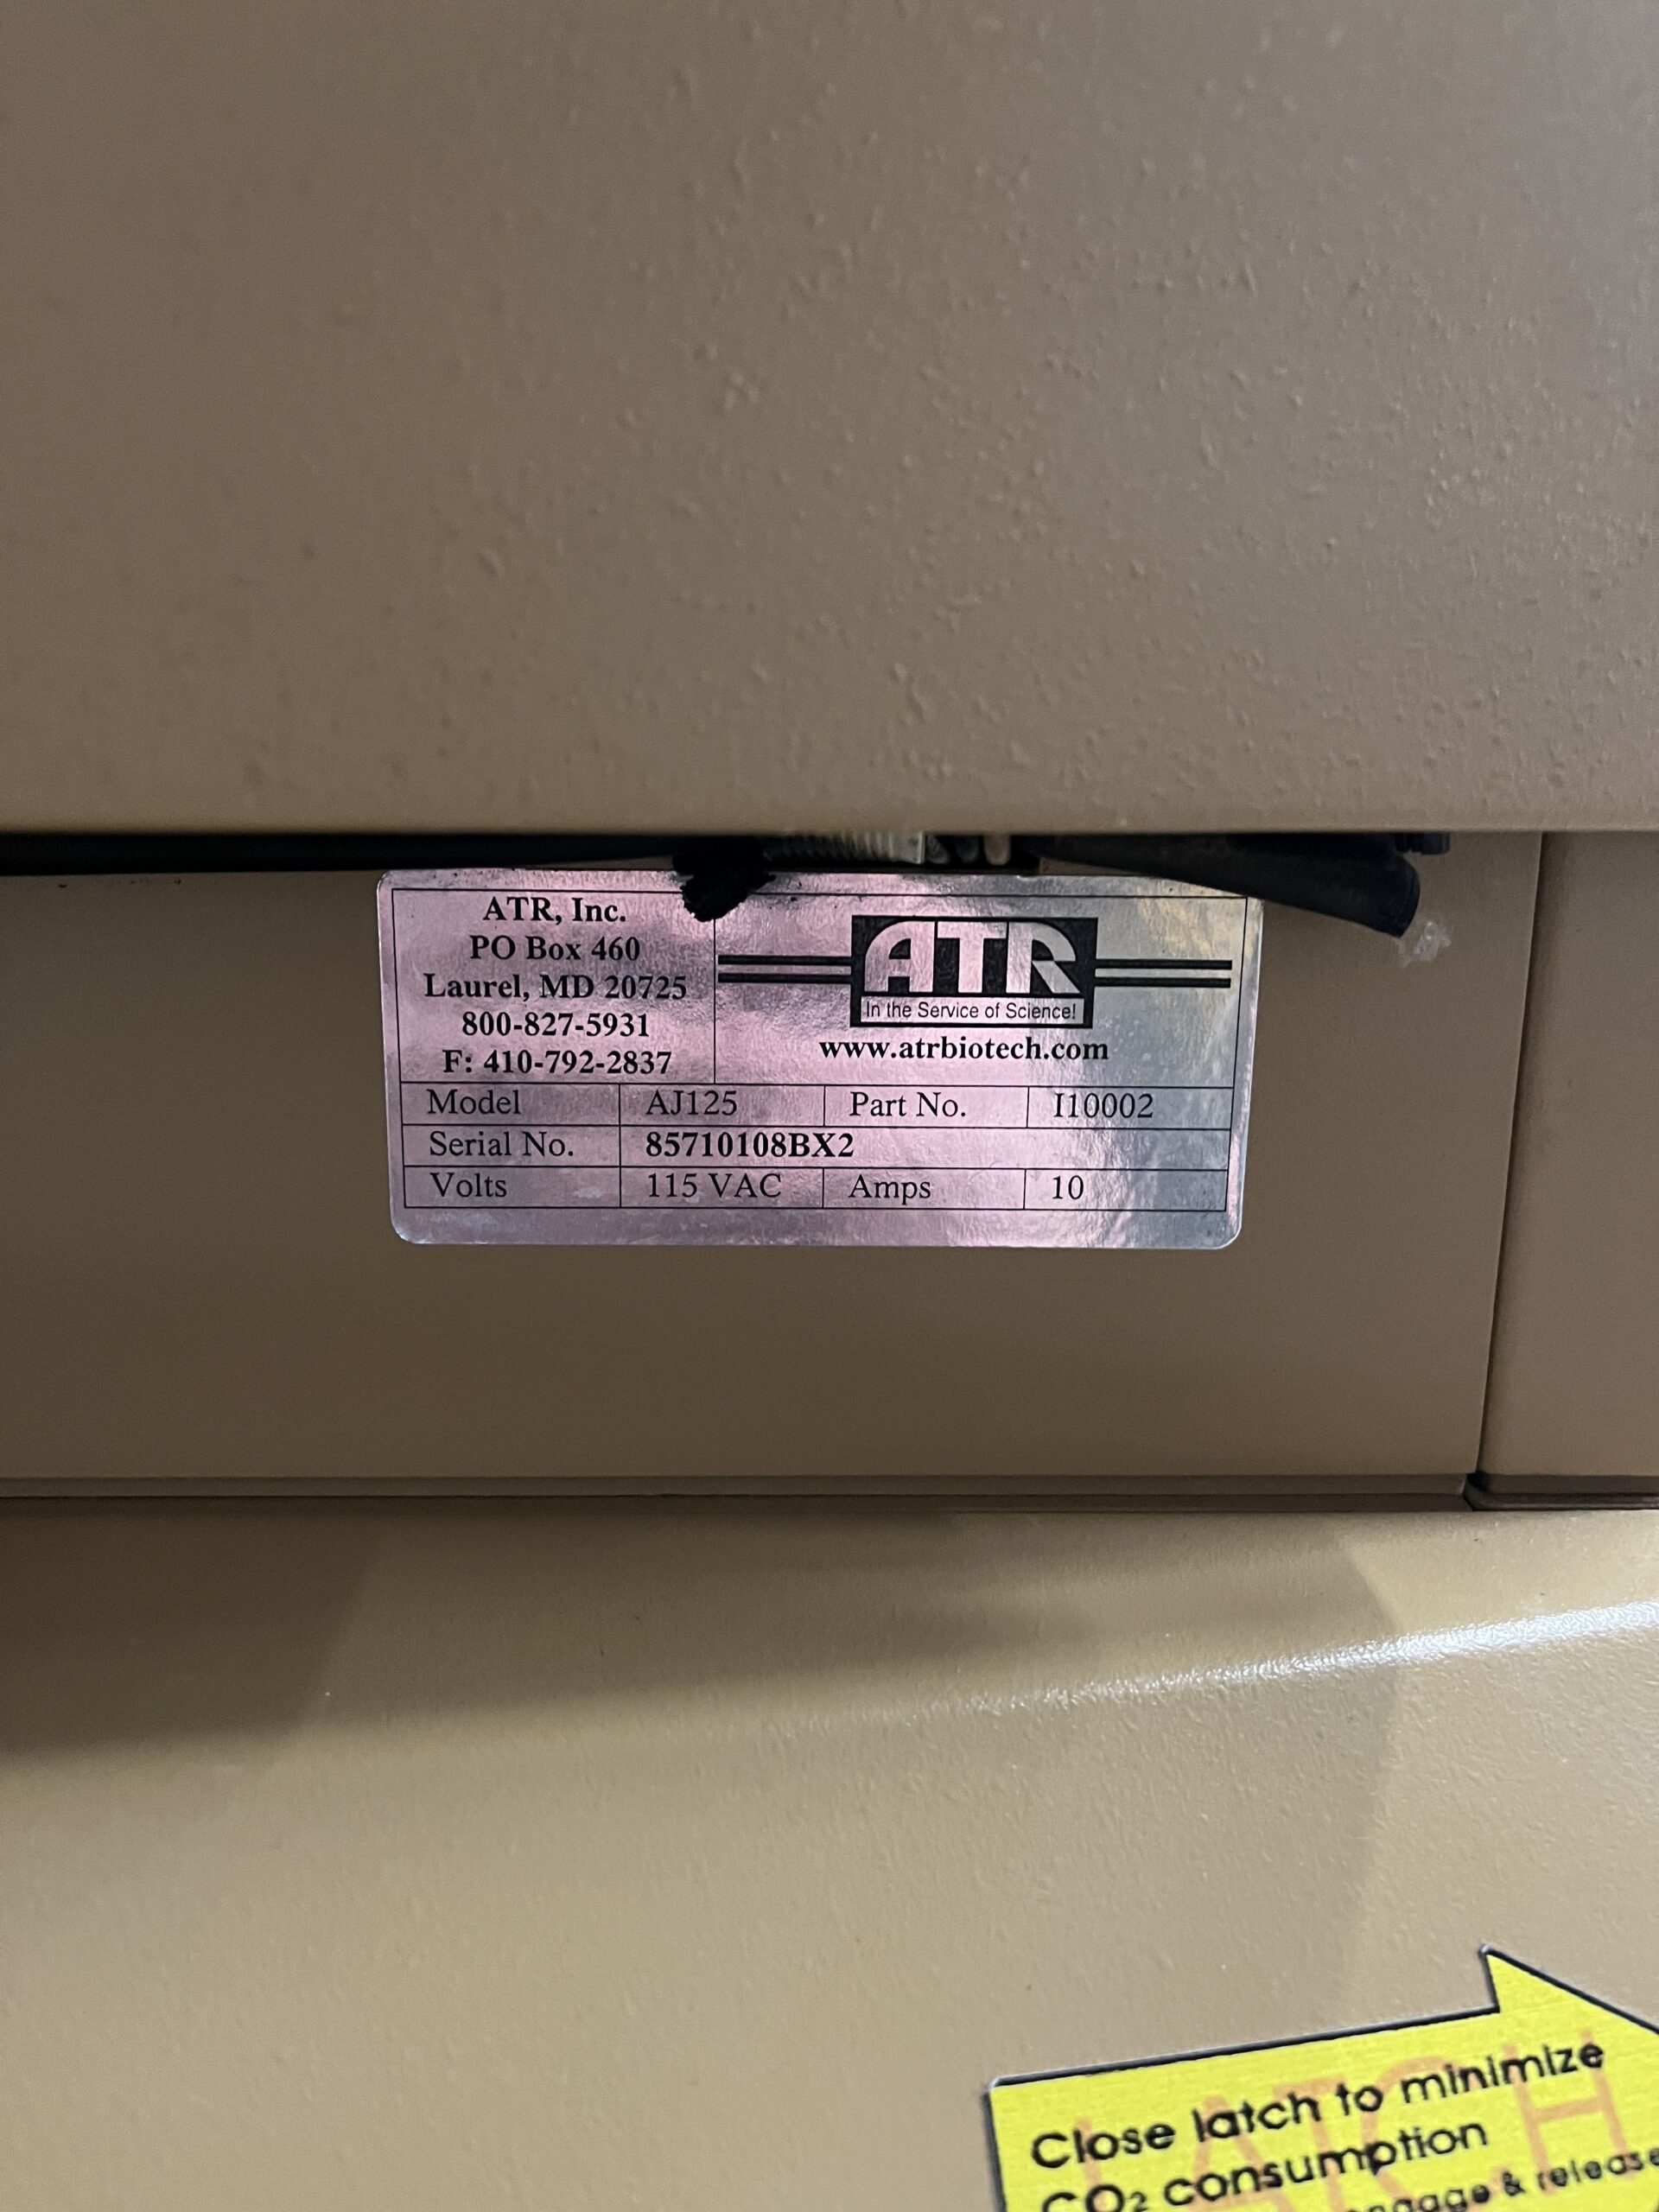 ATR, Inc.
PO Box 460
Laurel, MD 20725
800-827-5931
F: 410-792-2837
ATR
In the Service of Science!
www.atrbiotech.com
Model AJ125 Part No. I10002
Serial No. 85710108BX2
Volts 115 VAC Amps 10
LATCH
Close latch to minimize
CO₂ consumption
& release